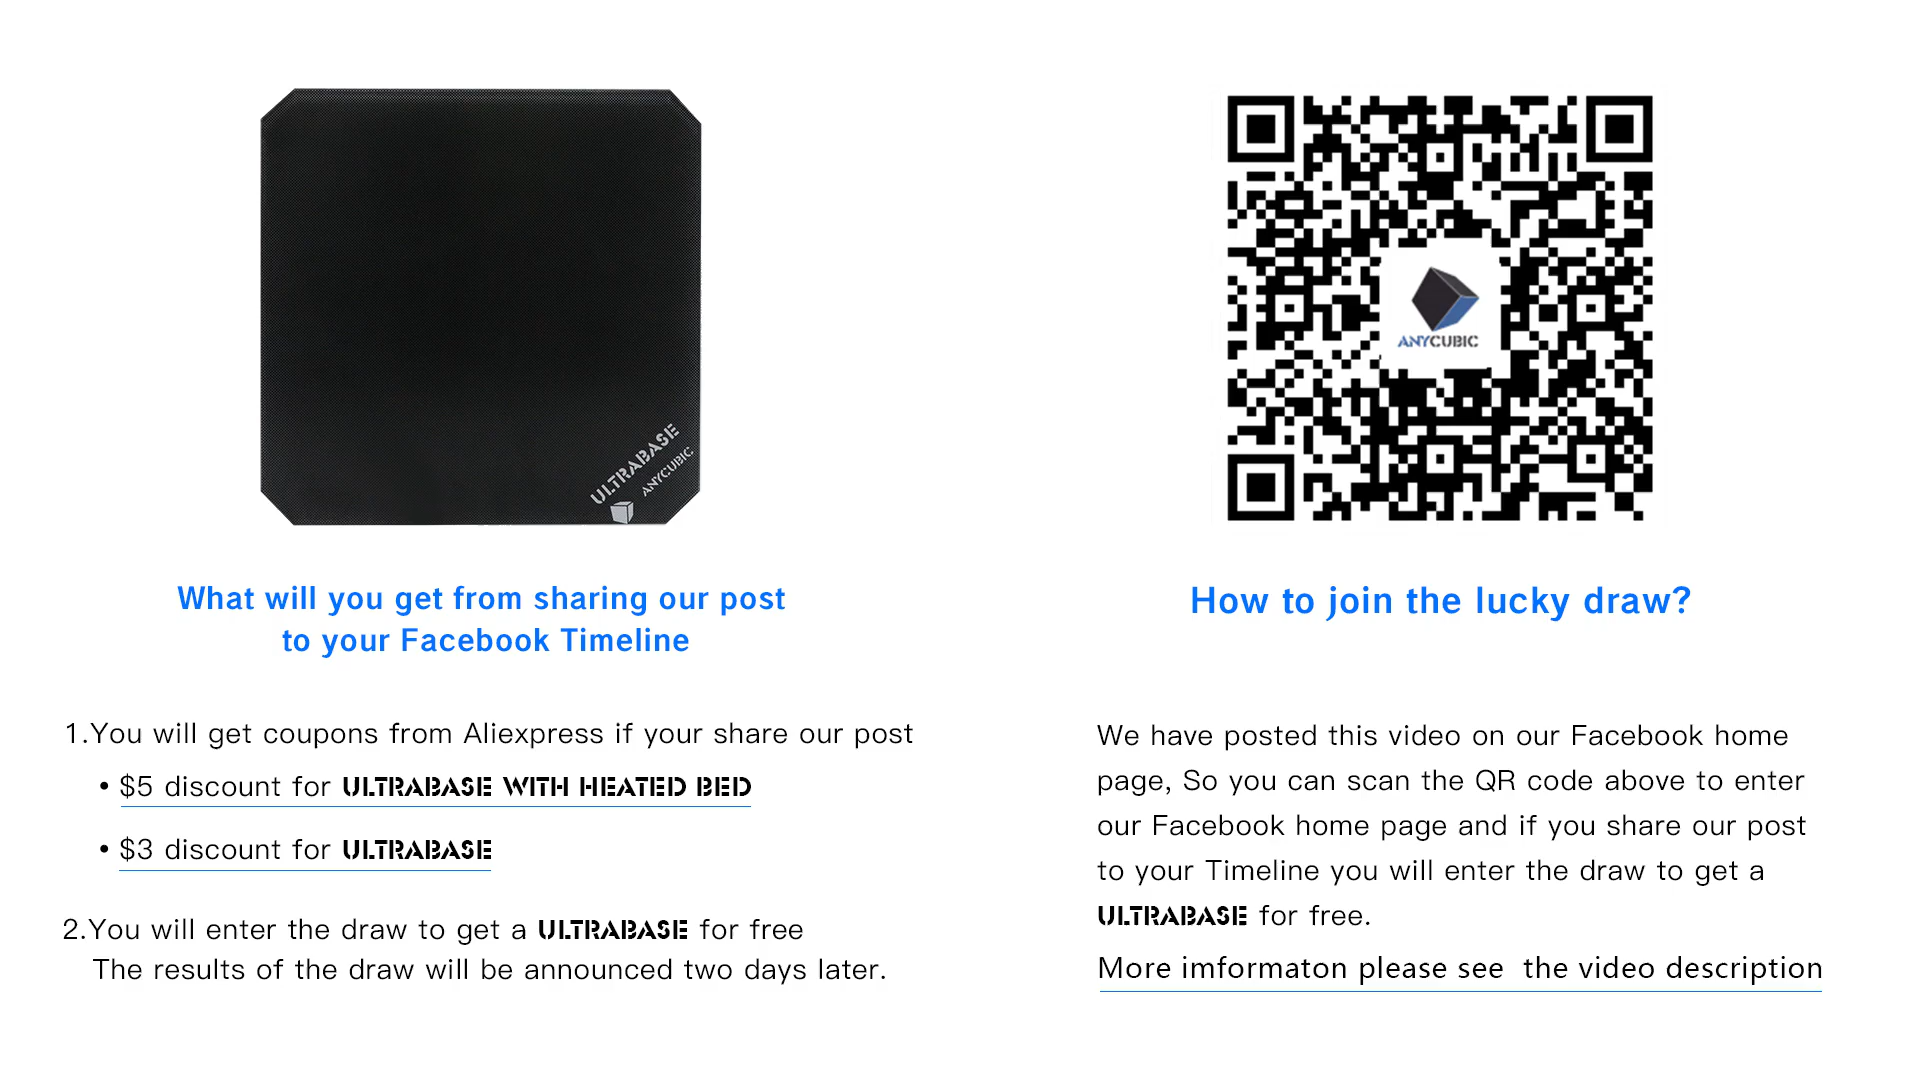 ULTRABASE
ANYCUBIC
What will you get from sharing our post
to your Facebook Timeline
1.You will get coupons from Aliexpress if your share our post
• $5 discount for ULTRABASE WITH HEATED BED
• $3 discount for ULTRABASE
2.You will enter the draw to get a ULTRABASE for free
The results of the draw will be announced two days later.
ANYCUBIC
How to join the lucky draw?
We have posted this video on our Facebook home
page, So you can scan the QR code above to enter
our Facebook home page and if you share our post
to your Timeline you will enter the draw to get a
ULTRABASE for free.
More imformaton please see  the video description